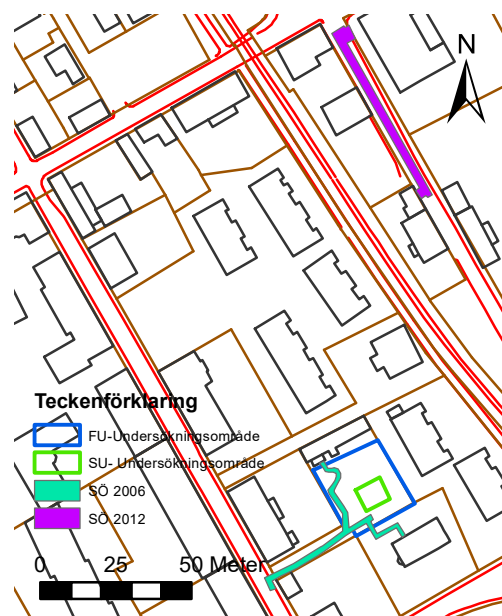 N
Teckenförklaring
FU-Undersökningsområde
SU- Undersökningsområde
SÖ 2006
SÖ 2012
0 25 50 Meter